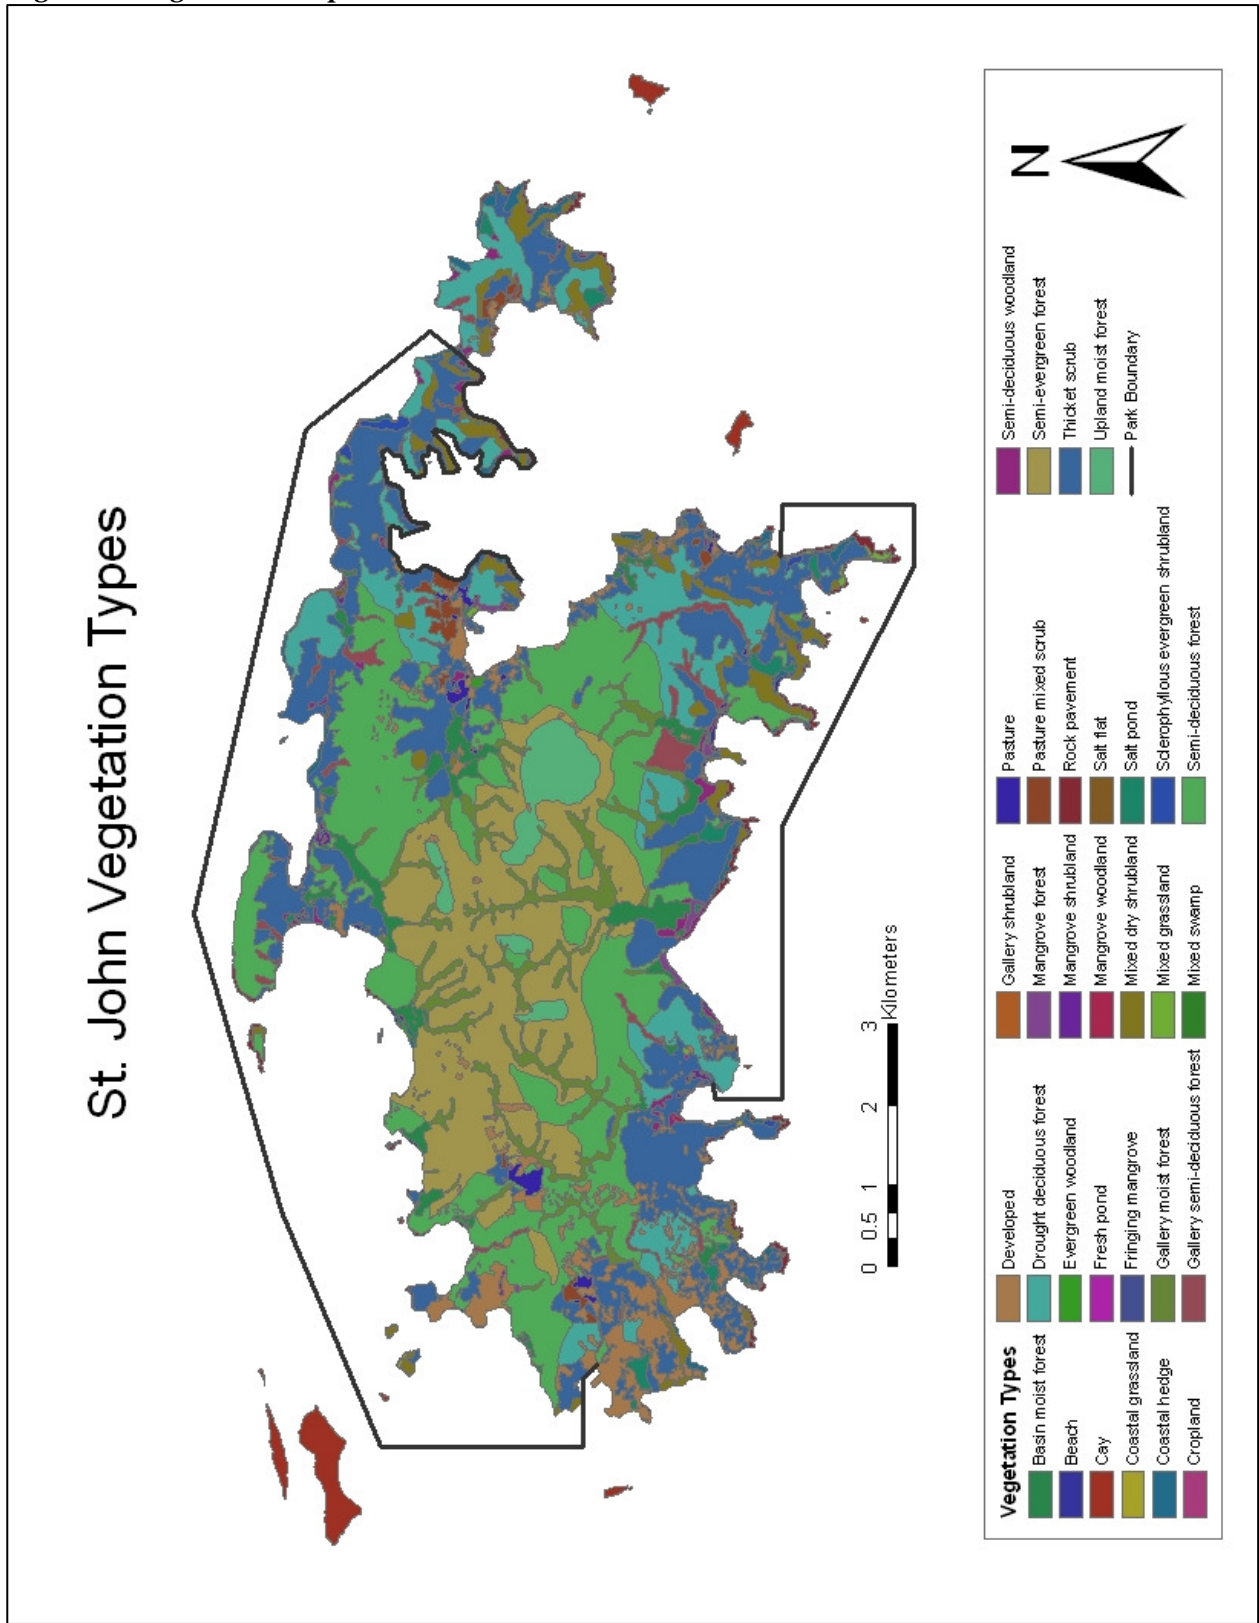 St. John Vegetation Types
0 0.5 1 2 3
Kilometers
Vegetation Types
Basin moist forest
Beach
Cay
Coastal grassland
Coastal hedge
Cropland
Developed
Drought deciduous forest
Evergreen woodland
Fresh pond
Fringing mangrove
Gallery moist forest
Gallery semi-deciduous forest
Gallery shrubland
Mangrove forest
Mangrove shrubland
Mangrove woodland
Mixed dry shrubland
Mixed grassland
Mixed swamp
Pasture
Pasture mixed scrub
Rock pavement
Salt flat
Salt pond
Sclerophyllous evergreen shrubland
Semi-deciduous forest
Semi-deciduous woodland
Semi-evergreen forest
Thicket scrub
Upland moist forest
Park Boundary
N